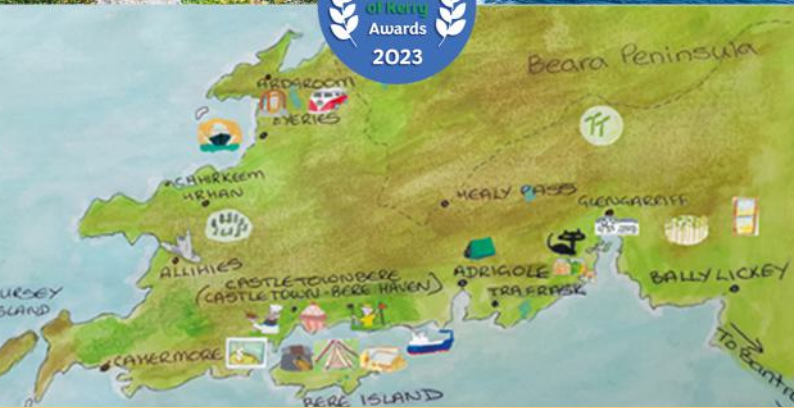 of Kerry
Awards
2023
Beara Peninsula
ARDGROOM
EYERIES
CAHIRKEEM
URHAN
HEALY PASS
GLENGARRIFF
ALLIHIES
CASTLETOWNBERE
(CASTLETOWN-BERE HAVEN)
ADRIGOLE
TRAFRASK
BALLYLICKEY
URSEY
SLAND
CAHERMORE
BERE ISLAND
To Bantr